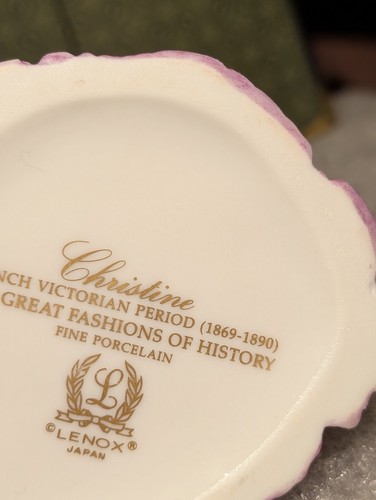 Christine
NCH VICTORIAN PERIOD (1869-1890)
GREAT FASHIONS OF HISTORY
FINE PORCELAIN
L
©LENOX®
JAPAN